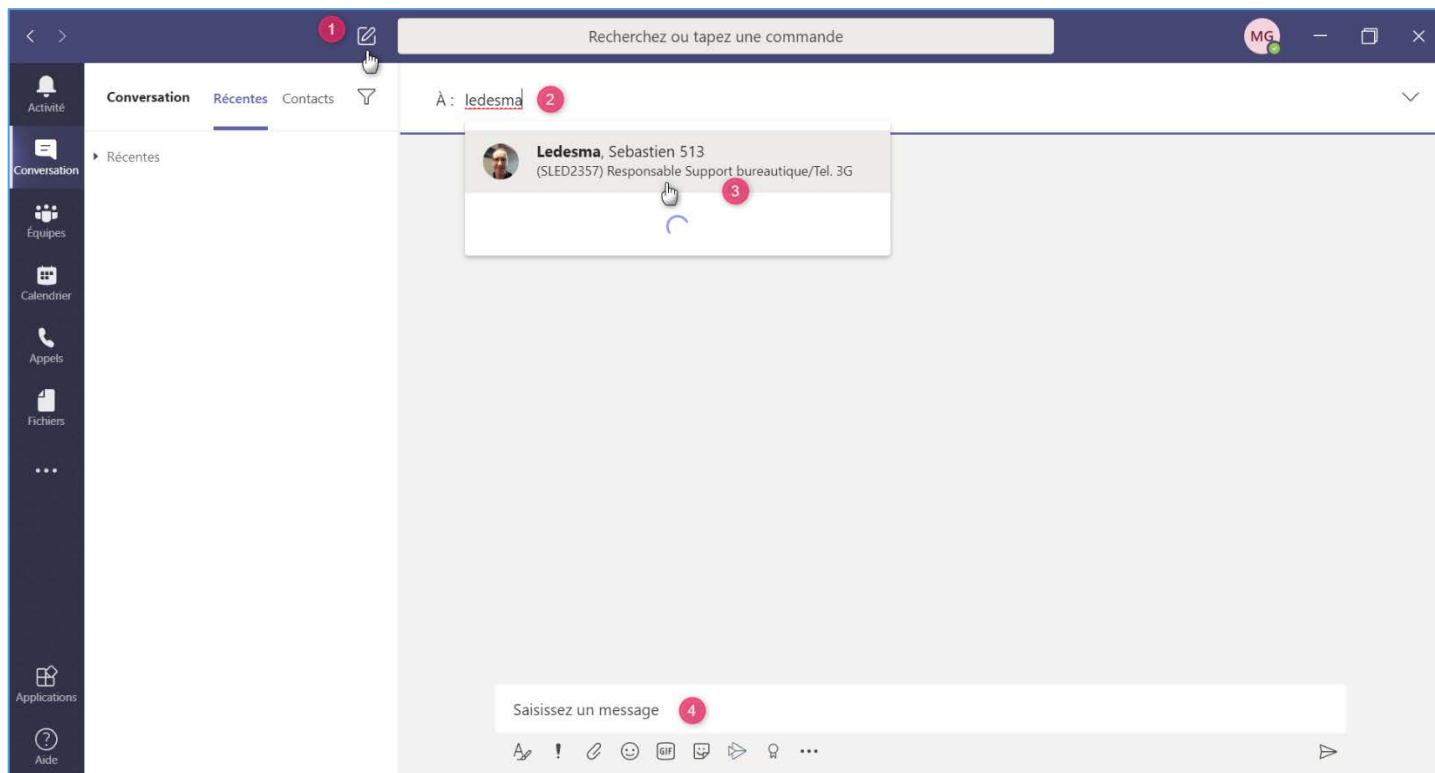 1
Recherchez ou tapez une commande
MG
Activité
Conversation
Équipes
Calendrier
Appels
Fichiers
Applications
Aide
Conversation Récentes Contacts
Récentes
À : ledesma 2
Ledesma, Sebastien 513
(SLED2357) Responsable Support bureautique/Tel. 3G
3
Saisissez un message 4
GIF